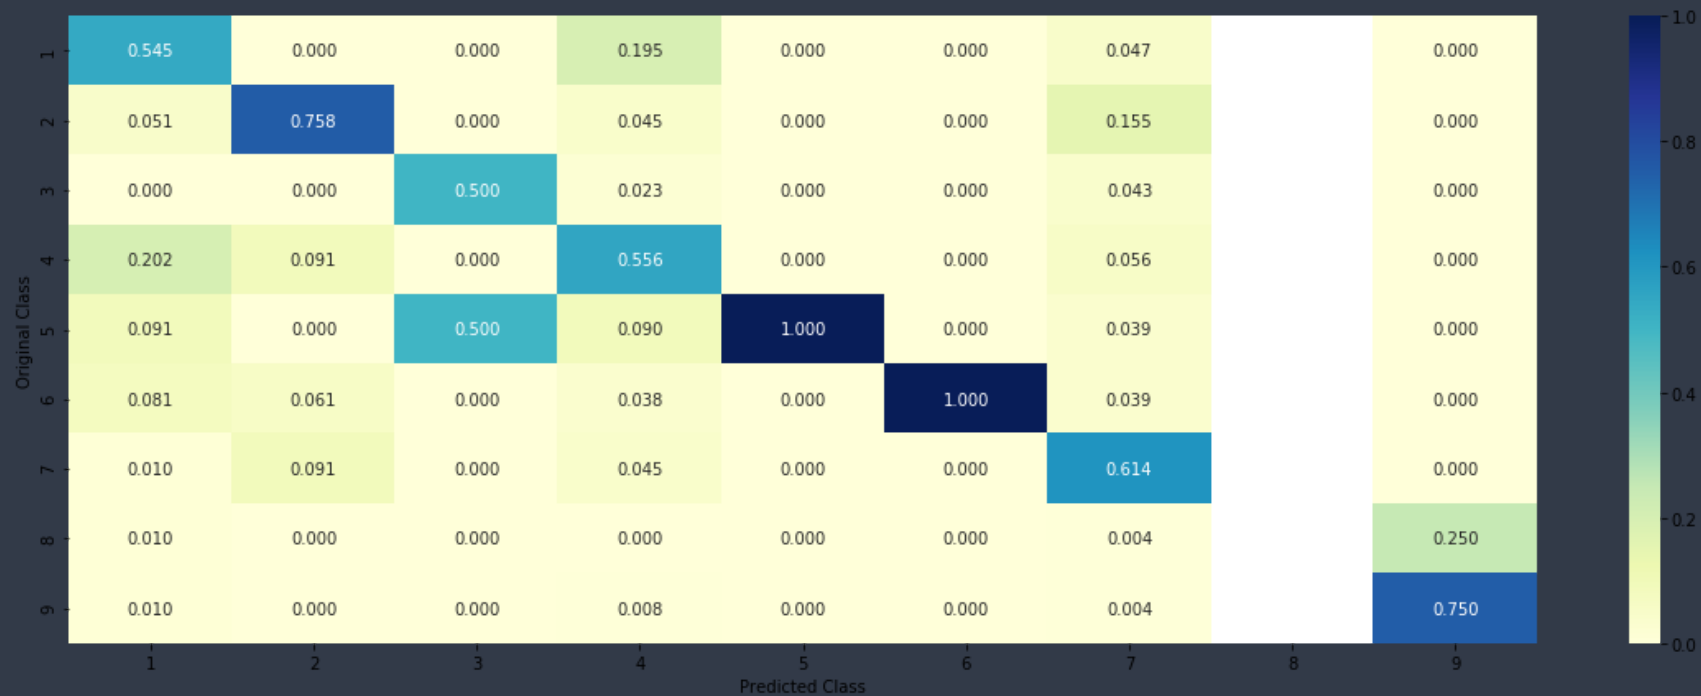 1 0.545 0.000 0.000 0.195 0.000 0.000 0.047 0.000
2 0.051 0.758 0.000 0.045 0.000 0.000 0.155 0.000
3 0.000 0.000 0.500 0.023 0.000 0.000 0.043 0.000
4 0.202 0.091 0.000 0.556 0.000 0.000 0.056 0.000
5 0.091 0.000 0.500 0.090 1.000 0.000 0.039 0.000
6 0.081 0.061 0.000 0.038 0.000 1.000 0.039 0.000
7 0.010 0.091 0.000 0.045 0.000 0.000 0.614 0.000
8 0.010 0.000 0.000 0.000 0.000 0.000 0.004 0.250
9 0.010 0.000 0.000 0.008 0.000 0.000 0.004 0.750
1 2 3 4 5 6 7 8 9
Predicted Class
Original Class
1.0
0.8
0.6
0.4
0.2
0.0